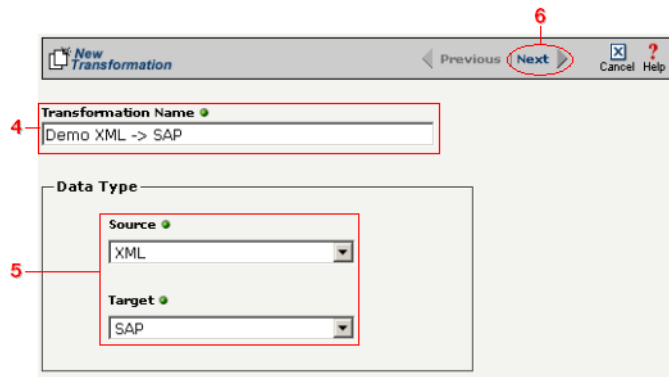 6
New
Transformation
Previous Next
Cancel ? Help
4
Transformation Name
Demo XML -> SAP
Data Type
Source
5
XML
Target
SAP